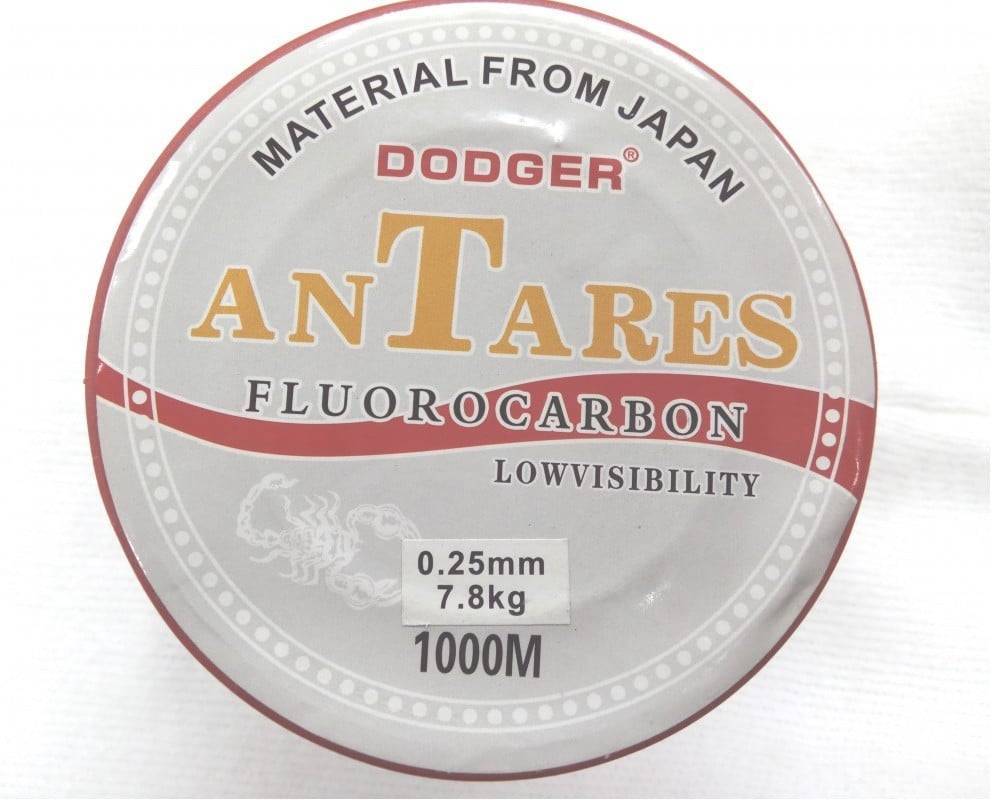 MATERIAL FROM JAPAN
DODGER®
ANTARES
FLUOROCARBON
LOWVISIBILITY
0.25mm
7.8kg
1000M